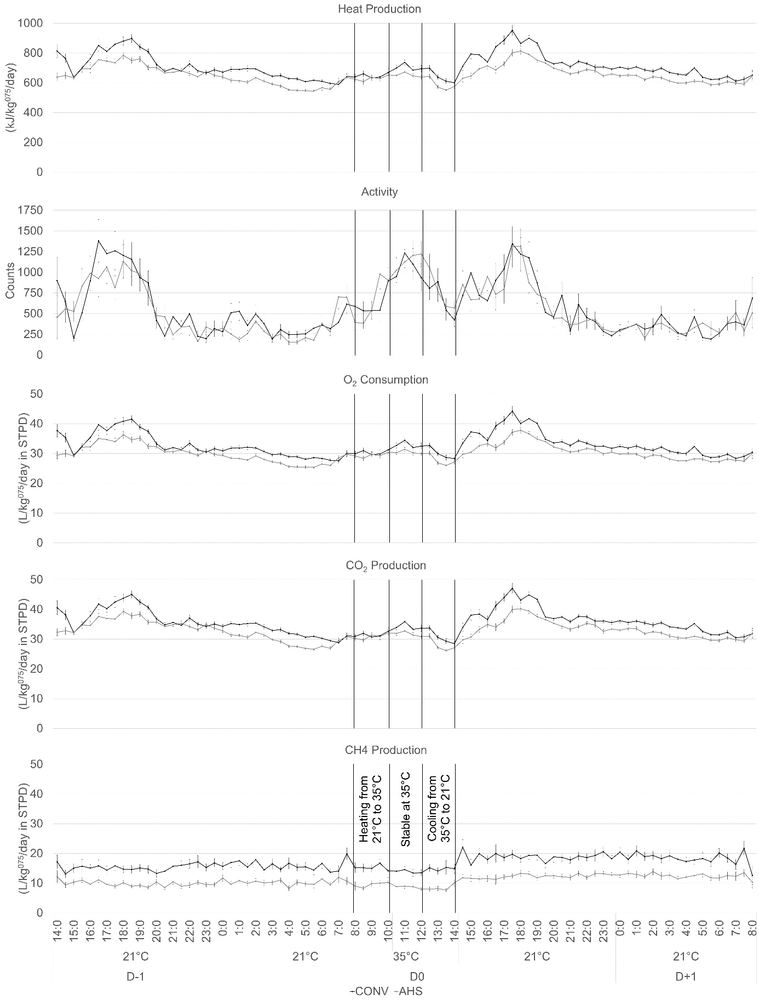 Heat Production
1000
800
600
400
200
0
(kJ/kg075/day)
Activity
1750
1500
1250
1000
750
500
250
0
Counts
O2 Consumption
50
40
30
20
10
0
(L/kg075/day in STPD)
CO2 Production
50
40
30
20
10
0
(L/kg075/day in STPD)
CH4 Production
50
40
30
20
10
0
(L/kg075/day in STPD)
Heating from
21°C to 35°C
Stable at 35°C
Cooling from
35°C to 21°C
14:0 15:0 16:0 17:0 18:0 19:0 20:0 21:0 22:0 23:0 0:0 1:0 2:0 3:0 4:0 5:0 6:0 7:0 8:0 9:0 10:0 11:0 12:0 13:0 14:0 15:0 16:0 17:0 18:0 19:0 20:0 21:0 22:0 23:0 0:0 1:0 2:0 3:0 4:0 5:0 6:0 7:0 8:0
21°C 21°C 35°C 21°C 21°C
D-1 D0 D+1
CONV AHS